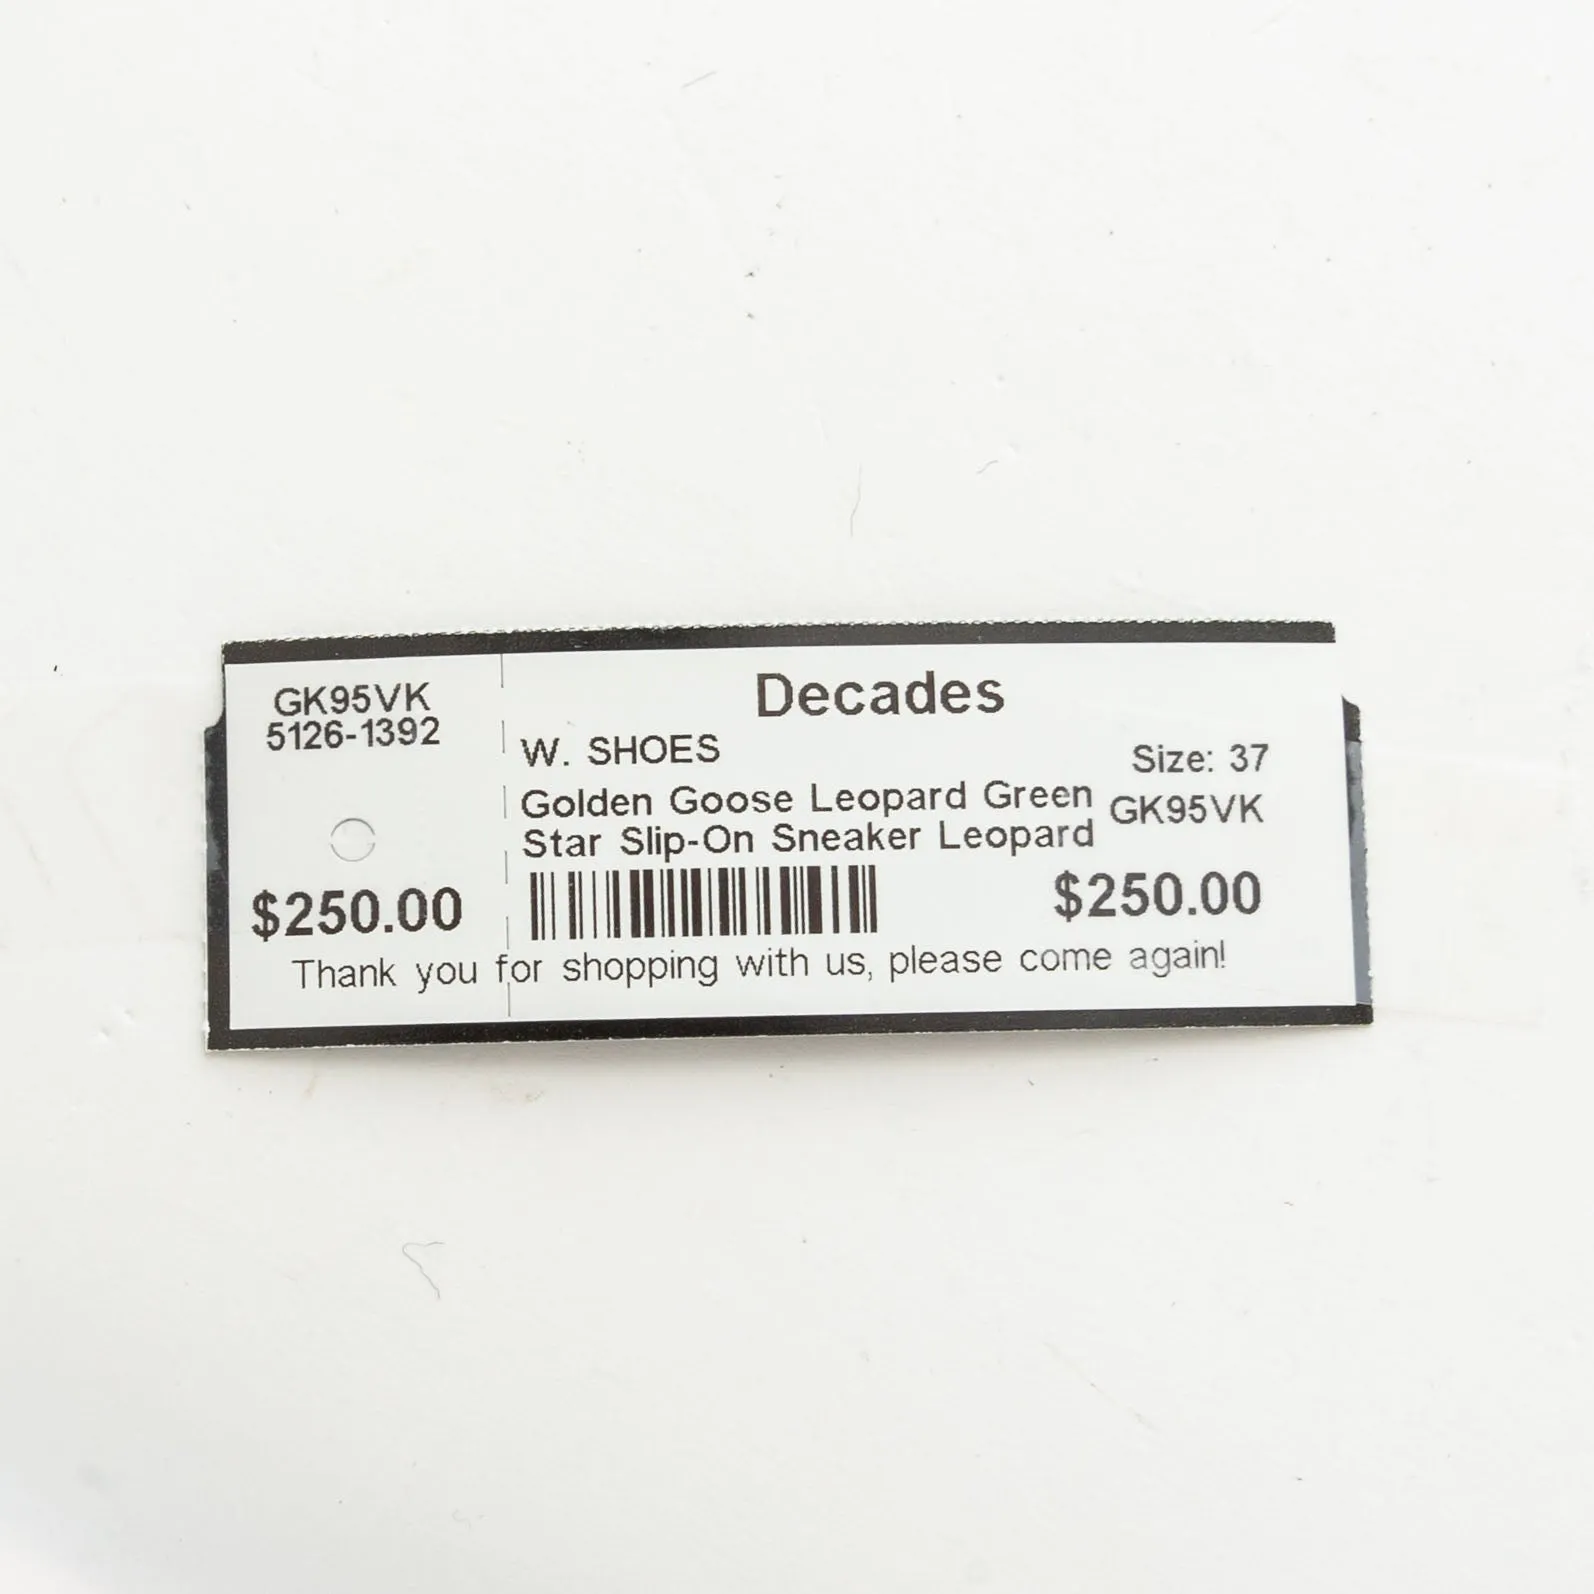 GK95VK
5126-1392
$250.00
Decades
W. SHOES
Size: 37
Golden Goose Leopard Green
Star Slip-On Sneaker Leopard
GK95VK
$250.00
Thank you for shopping with us, please come again!